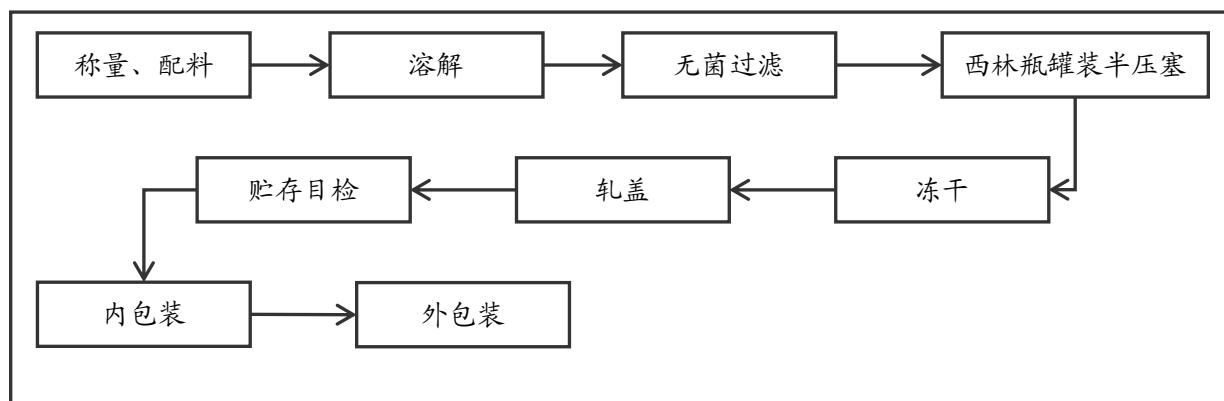 称量、配料
溶解
无菌过滤
西林瓶罐装半压塞
冻干
轧盖
贮存目检
内包装
外包装